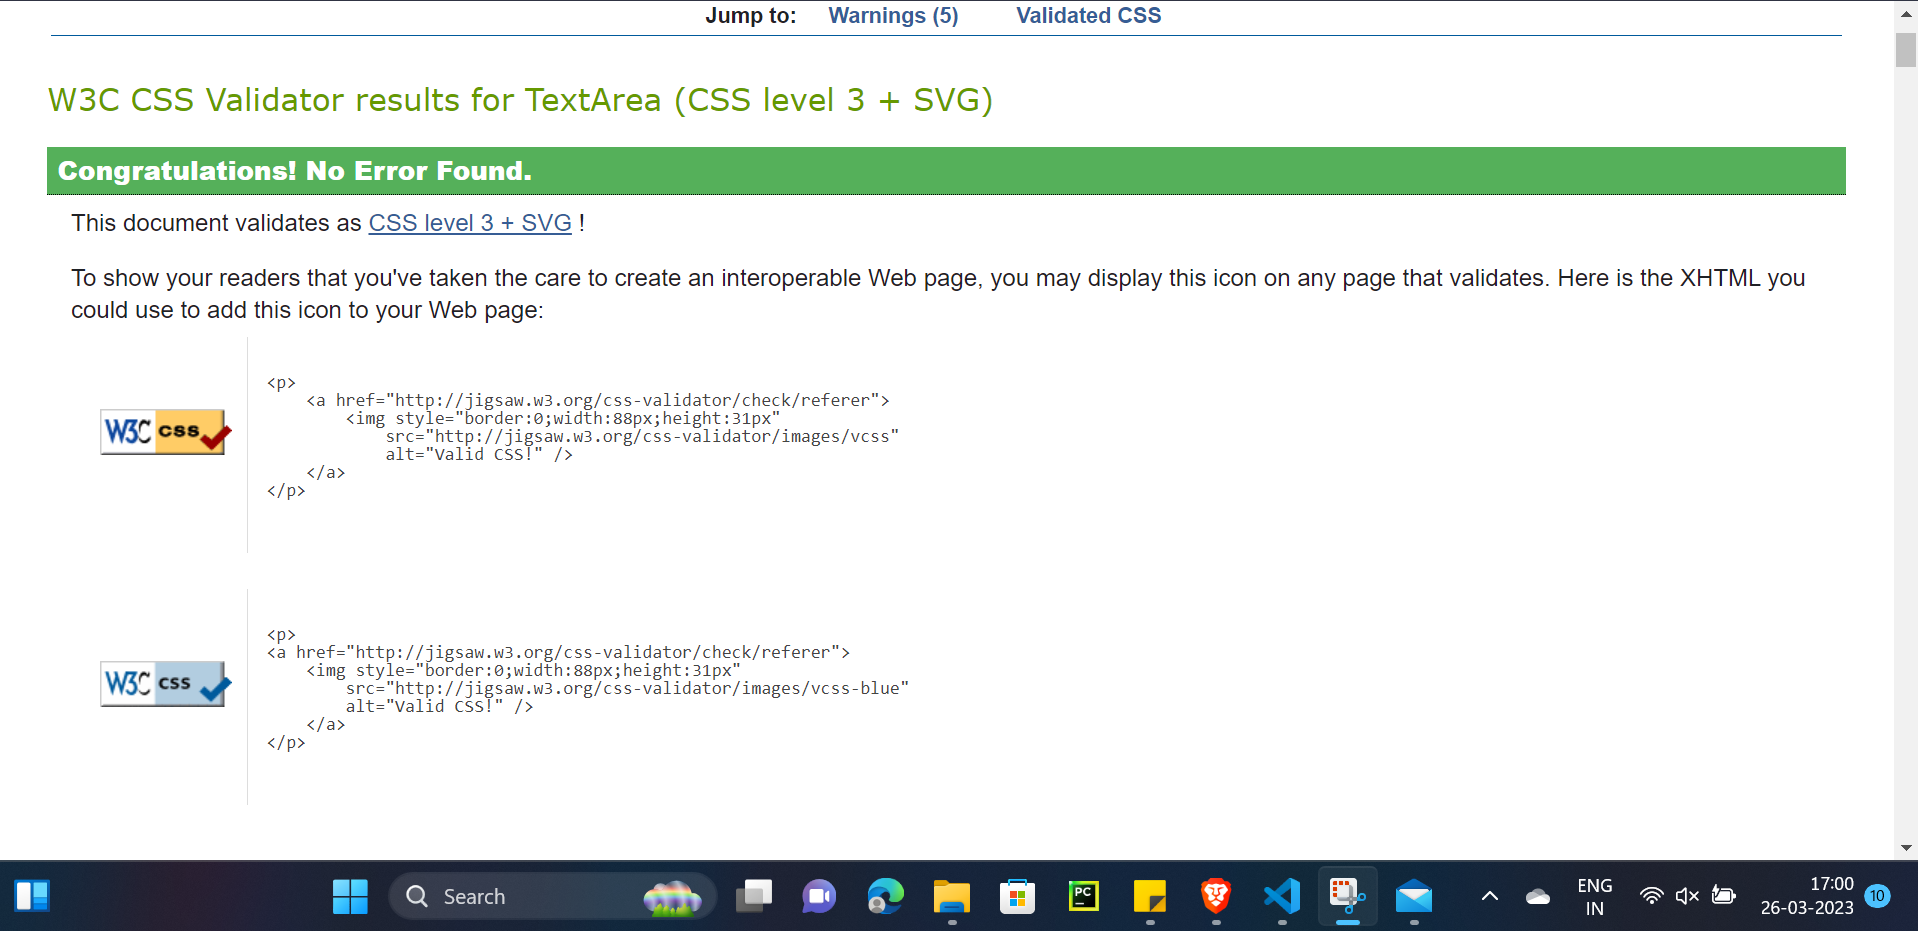 Jump to: Warnings (5) Validated CSS
W3C CSS Validator results for TextArea (CSS level 3 + SVG)
Congratulations! No Error Found.
This document validates as CSS level 3 + SVG !
To show your readers that you've taken the care to create an interoperable Web page, you may display this icon on any page that validates. Here is the XHTML you
could use to add this icon to your Web page:
<p>
<a href="http://jigsaw.w3.org/css-validator/check/referer">
<img style="border:0;width:88px;height:31px"
src="http://jigsaw.w3.org/css-validator/images/vcss"
alt="Valid CSS!" />
</a>
</p>
W3C css
<p>
<a href="http://jigsaw.w3.org/css-validator/check/referer">
<img style="border:0;width:88px;height:31px"
src="http://jigsaw.w3.org/css-validator/images/vcss-blue"
alt="Valid CSS!" />
</a>
</p>
W3C css
Search
PC
ENG
IN
17:00
26-03-2023
10